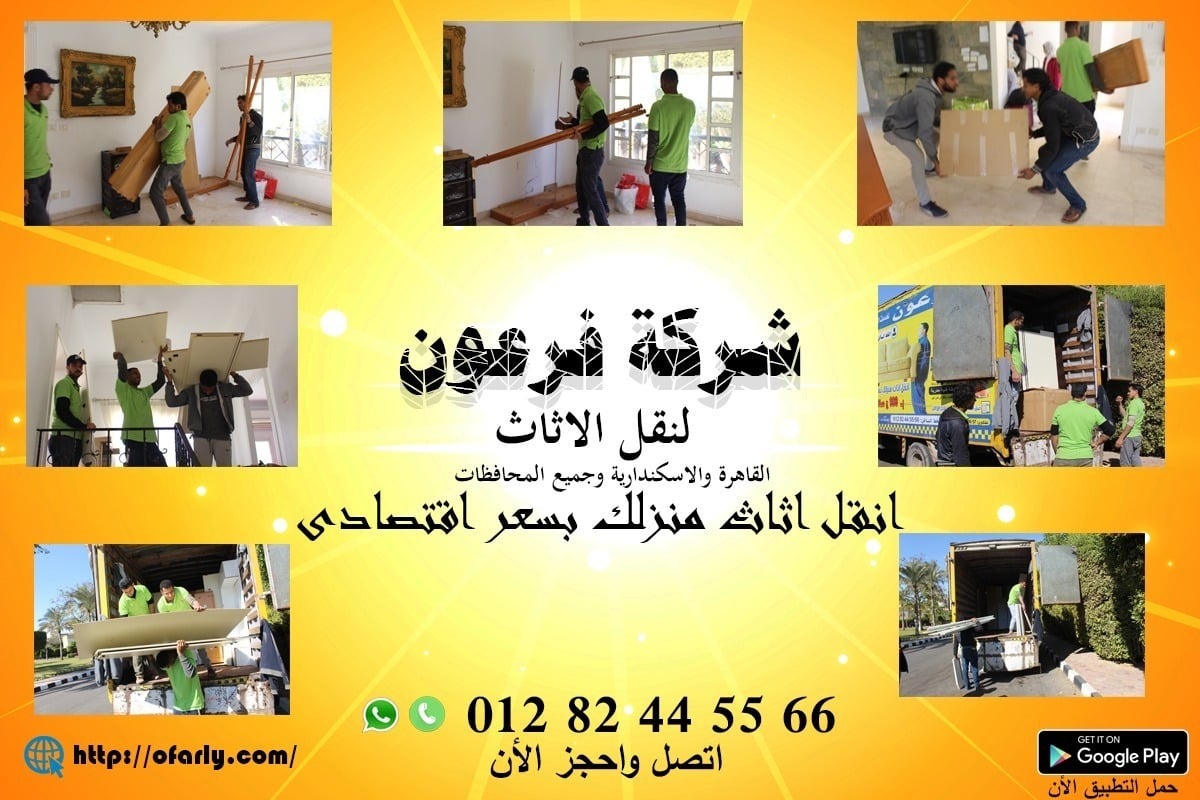 شركة فرعون
لنقل الاثاث
القاهرة والاسكندارية وجميع المحافظات
انقل اثاث منزلك بسعر اقتصادى
012 82 44 55 66
اتصل واحجز الأن
http://ofarly.com/
GET IT ON
Google Play
حمل التطبيق الأن